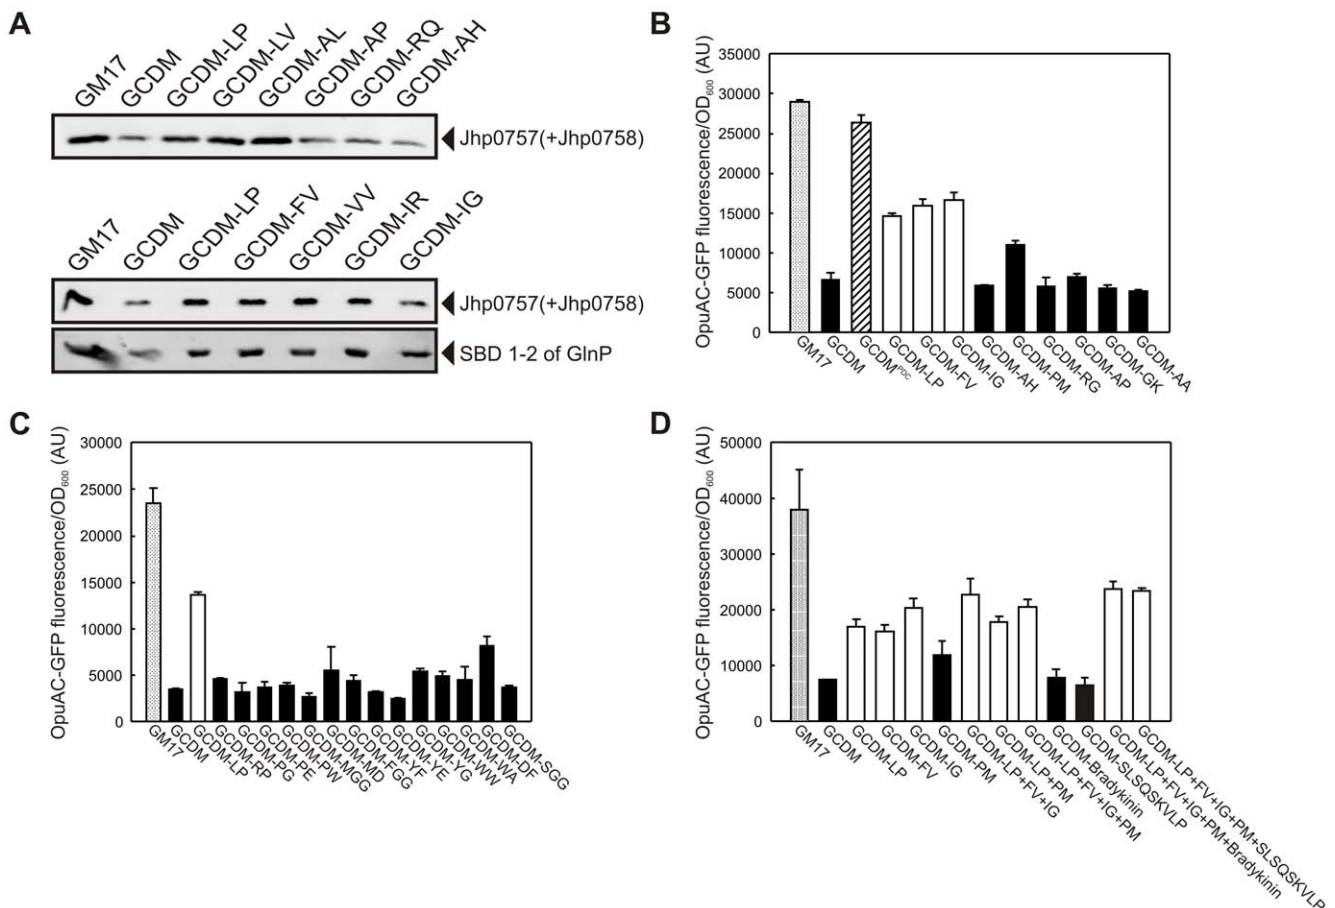 A
GM17
GCDM
GCDM-LP
GCDM-LV
GCDM-AL
GCDM-AP
GCDM-RQ
GCDM-AH
Jhp0757(+Jhp0758)
GM17
GCDM
GCDM-LP
GCDM-FV
GCDM-VV
GCDM-IR
GCDM-IG
Jhp0757(+Jhp0758)
SBD 1-2 of GlnP
B
OpuAC-GFP fluorescence/OD600 (AU)
35000
30000
25000
20000
15000
10000
5000
0
GM17
GCDM
GCDMPDC
GCDM-LP
GCDM-FV
GCDM-IG
GCDM-AH
GCDM-PM
GCDM-RG
GCDM-AP
GCDM-GK
GCDM-AA
C
OpuAC-GFP fluorescence/OD600 (AU)
30000
25000
20000
15000
10000
5000
0
GM17
GCDM
GCDM-LP
GCDM-RP
GCDM-PG
GCDM-PE
GCDM-PW
GCDM-MGG
GCDM-MD
GCDM-FGG
GCDM-YF
GCDM-YE
GCDM-YG
GCDM-WW
GCDM-WA
GCDM-DF
GCDM-SGG
D
OpuAC-GFP fluorescence/OD600 (AU)
50000
40000
30000
20000
10000
0
GM17
GCDM
GCDM-LP
GCDM-FV
GCDM-IG
GCDM-PM
GCDM-LP+FV+IG
GCDM-LP+PM
GCDM-LP+FV+IG+PM
GCDM-Bradykinin
GCDM-SLSQSKVLP
GCDM-LP+FV+IG+PM+Bradykinin
GCDM-LP+FV+IG+PM+SLSQSKVLP